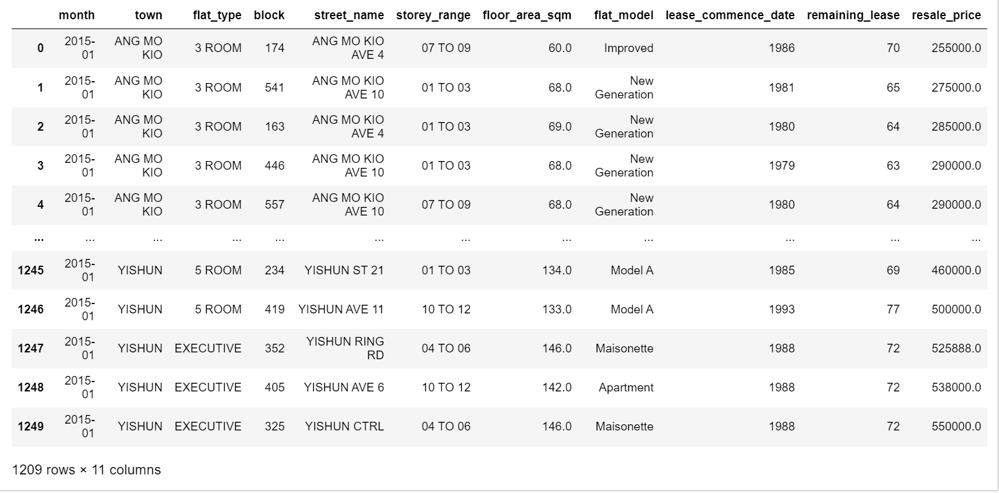 month town flat_type block street_name storey_range floor_area_sqm flat_model lease_commence_date remaining_lease resale_price
0 2015-01 ANG MO KIO 3 ROOM 174 ANG MO KIO AVE 4 07 TO 09 60.0 Improved 1986 70 255000.0
1 2015-01 ANG MO KIO 3 ROOM 541 ANG MO KIO AVE 10 01 TO 03 68.0 New Generation 1981 65 275000.0
2 2015-01 ANG MO KIO 3 ROOM 163 ANG MO KIO AVE 4 01 TO 03 69.0 New Generation 1980 64 285000.0
3 2015-01 ANG MO KIO 3 ROOM 446 ANG MO KIO AVE 10 01 TO 03 68.0 New Generation 1979 63 290000.0
4 2015-01 ANG MO KIO 3 ROOM 557 ANG MO KIO AVE 10 07 TO 09 68.0 New Generation 1980 64 290000.0
... ... ... ... ... ... ... ... ... ... ... ...
1245 2015-01 YISHUN 5 ROOM 234 YISHUN ST 21 01 TO 03 134.0 Model A 1985 69 460000.0
1246 2015-01 YISHUN 5 ROOM 419 YISHUN AVE 11 10 TO 12 133.0 Model A 1993 77 500000.0
1247 2015-01 YISHUN EXECUTIVE 352 YISHUN RING RD 04 TO 06 146.0 Maisonette 1988 72 525888.0
1248 2015-01 YISHUN EXECUTIVE 405 YISHUN AVE 6 10 TO 12 142.0 Apartment 1988 72 538000.0
1249 2015-01 YISHUN EXECUTIVE 325 YISHUN CTRL 04 TO 06 146.0 Maisonette 1988 72 550000.0
1209 rows × 11 columns